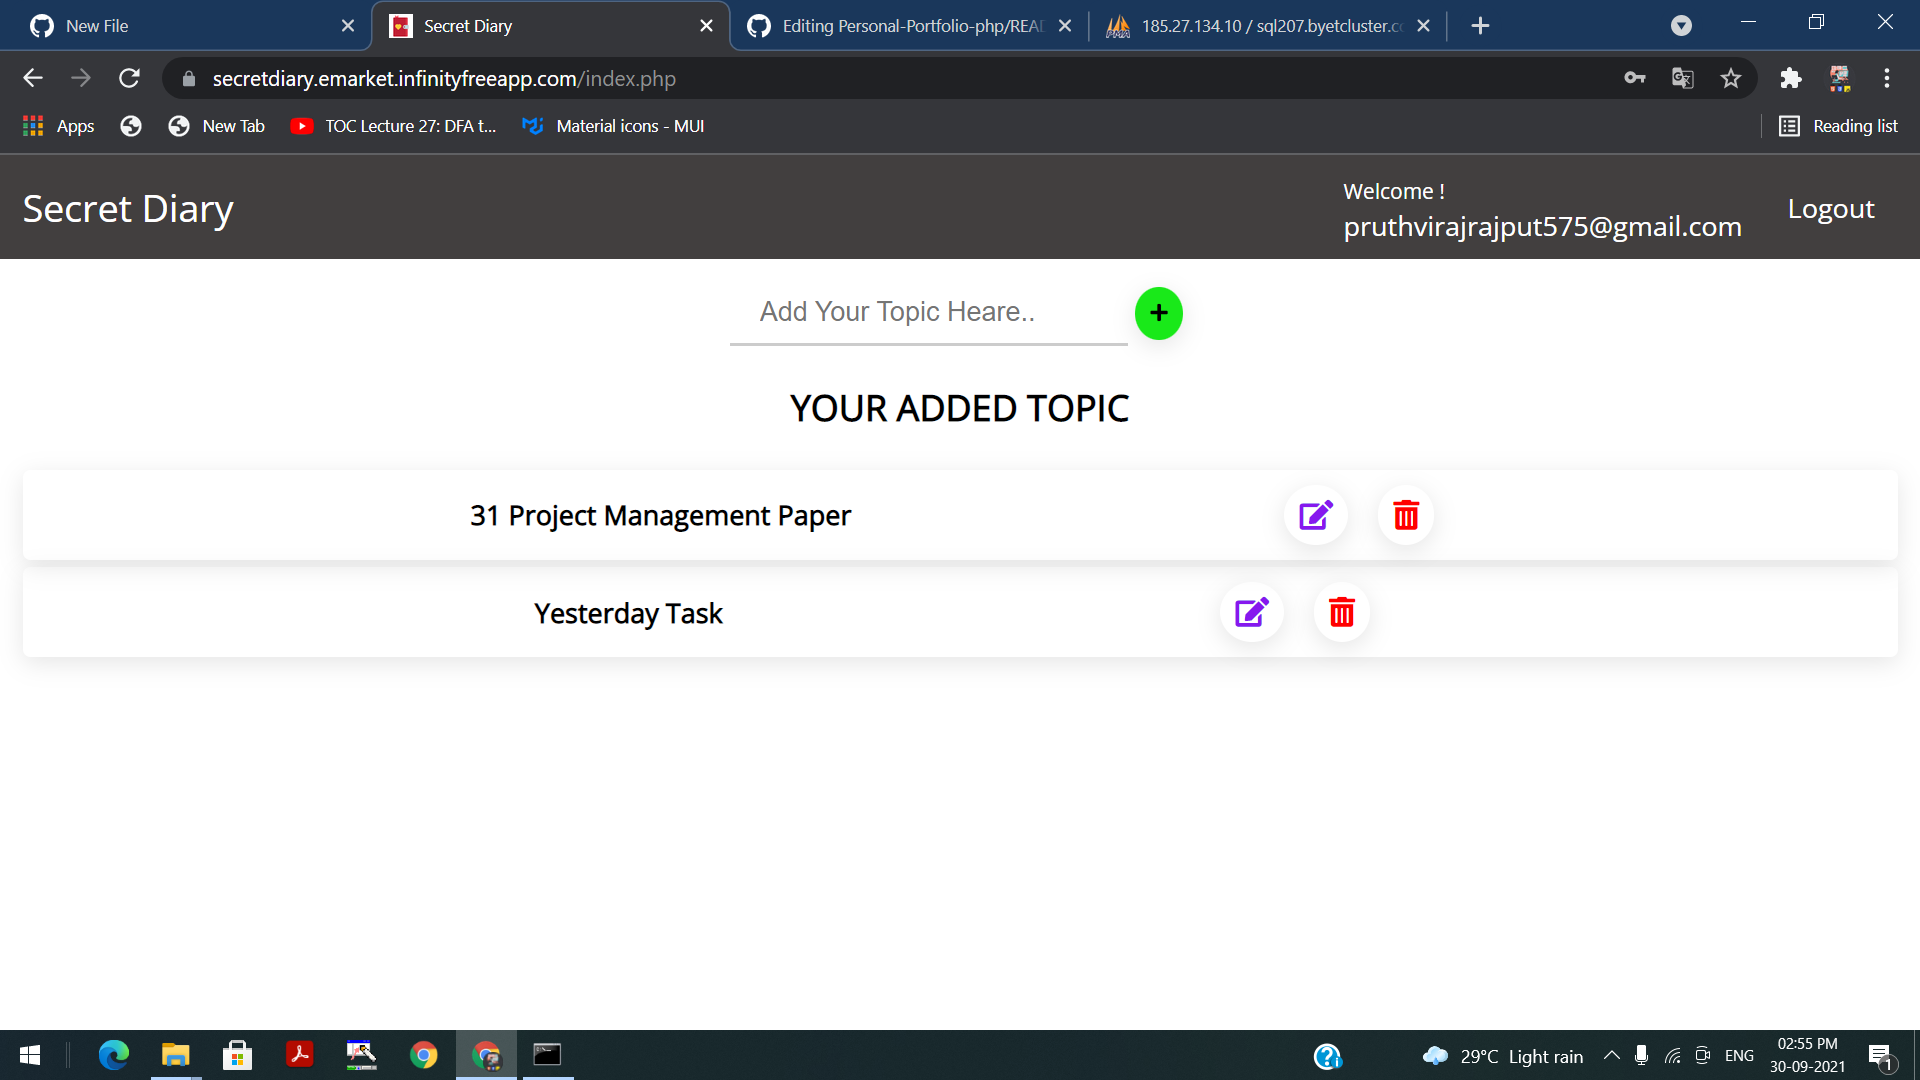 New File
Secret Diary
Editing Personal-Portfolio-php/REA
185.27.134.10 / sql207.byetcluster.c
secretdiary.emarket.infinityfreeapp.com/index.php
Apps
New Tab
TOC Lecture 27: DFA t...
Material icons - MUI
Reading list
Secret Diary
Welcome !
pruthvirajrajput575@gmail.com
Logout
Add Your Topic Heare..
+
YOUR ADDED TOPIC
31 Project Management Paper
Yesterday Task
29°C Light rain
ENG
02:55 PM
30-09-2021
1